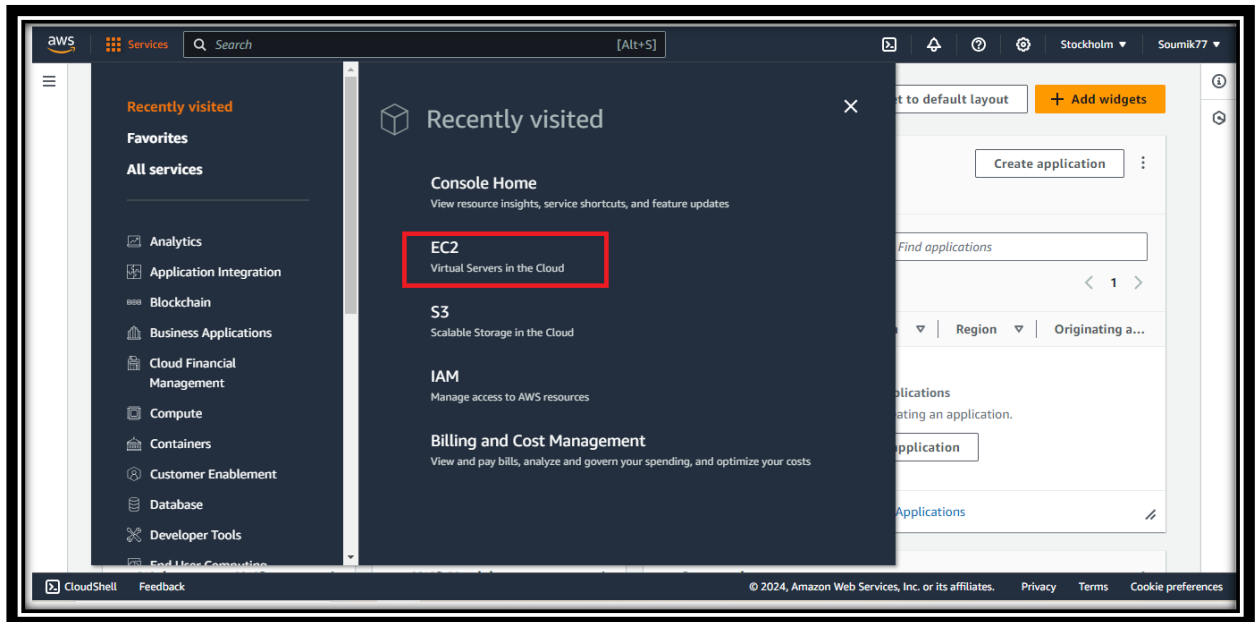 aws
Services
Search
[Alt+S]
Stockholm
Soumik77
Recently visited
Favorites
All services
Analytics
Application Integration
Blockchain
Business Applications
Cloud Financial
Management
Compute
Containers
Customer Enablement
Database
Developer Tools
End User Computing
Recently visited
Console Home
View resource insights, service shortcuts, and feature updates
EC2
Virtual Servers in the Cloud
S3
Scalable Storage in the Cloud
IAM
Manage access to AWS resources
Billing and Cost Management
View and pay bills, analyze and govern your spending, and optimize your costs
t to default layout
+ Add widgets
Create application
Find applications
1
Region
Originating a...
plications
ating an application.
pplication
Applications
CloudShell
Feedback
© 2024, Amazon Web Services, Inc. or its affiliates.
Privacy
Terms
Cookie preferences